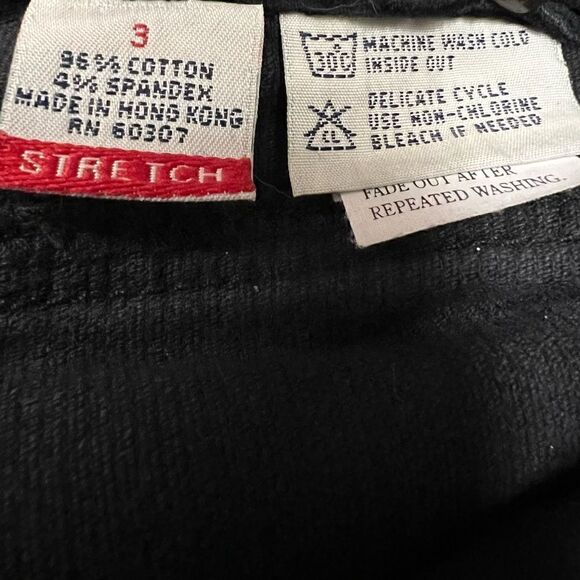 3
96% COTTON
4% SPANDEX
MADE IN HONG KONG
RN 60307
STRETCH
30C
MACHINE WASH COLD
INSIDE OUT
CL
DELICATE CYCLE
USE NON-CHLORINE
BLEACH IF NEEDED
FADE OUT AFTER
REPEATED WASHING.